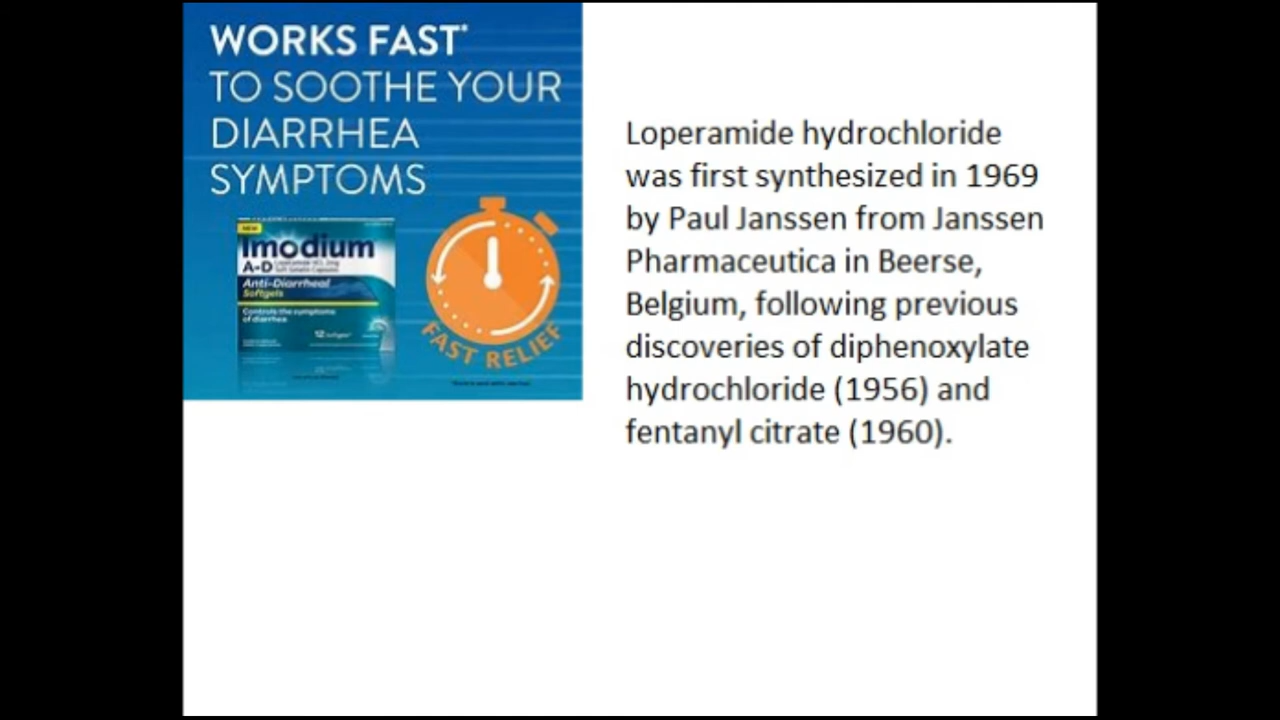 WORKS FAST*
TO SOOTHE YOUR
DIARRHEA
SYMPTOMS
NEW
Imodium
A-D
Anti-Diarrheal
Softgels
Controls the symptoms
of diarrhea
12 Softgels
FAST RELIEF
Loperamide hydrochloride
was first synthesized in 1969
by Paul Janssen from Janssen
Pharmaceutica in Beerse,
Belgium, following previous
discoveries of diphenoxylate
hydrochloride (1956) and
fentanyl citrate (1960).